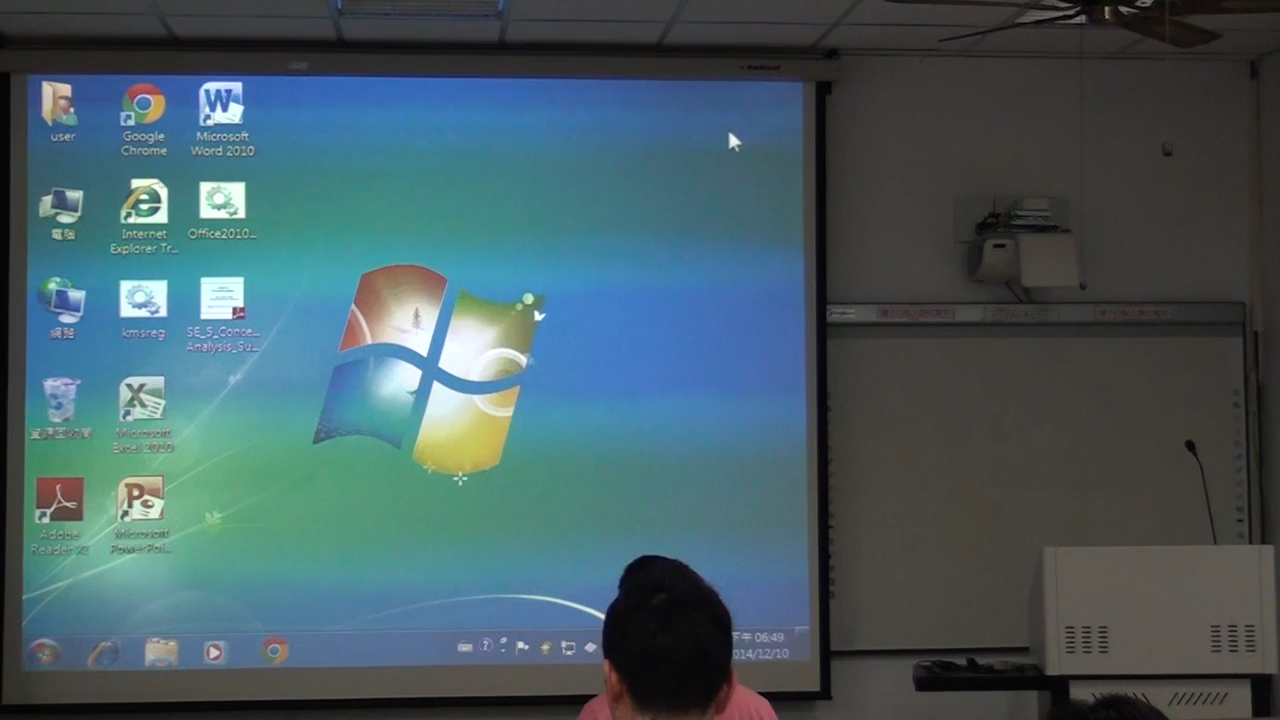 user
Google
Chrome
Microsoft
Word 2010
電腦
Internet
Explorer Tr...
Office2010...
網路
kmsreg
SE_5_Conce...
Analysis_Su...
資源回收筒
Microsoft
Excel 2010
Adobe
Reader XI
Microsoft
PowerPoi...
下午 06:49
2014/12/10